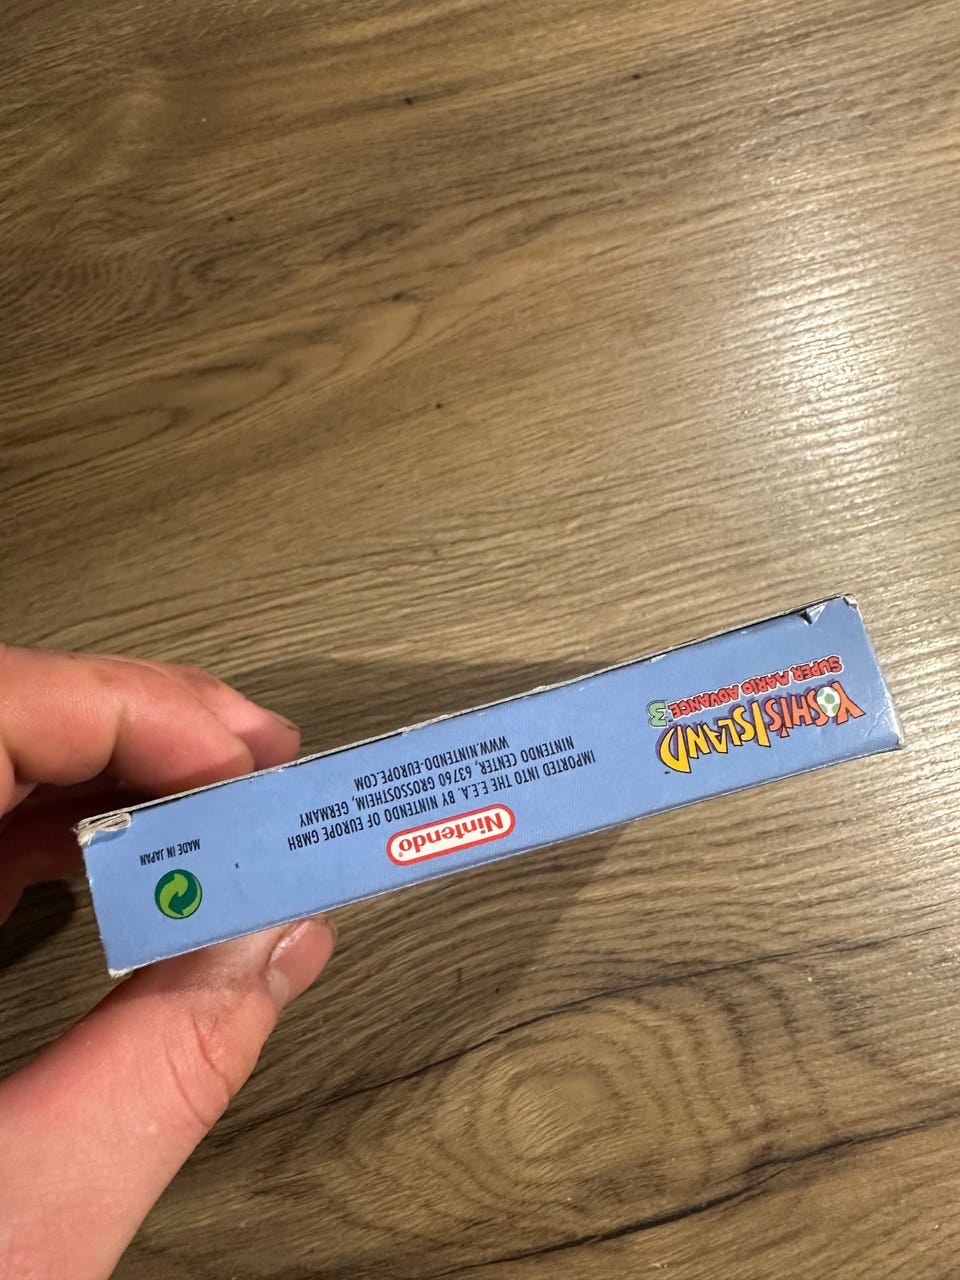 YOSHI'S ISLAND
SUPER MARIO ADVANCE 3
Nintendo®
IMPORTED INTO THE E.E.A. BY NINTENDO OF EUROPE GMBH
NINTENDO CENTER, 63760 GROSSOSTHEIM, GERMANY
WWW.NINTENDO-EUROPE.COM
MADE IN JAPAN